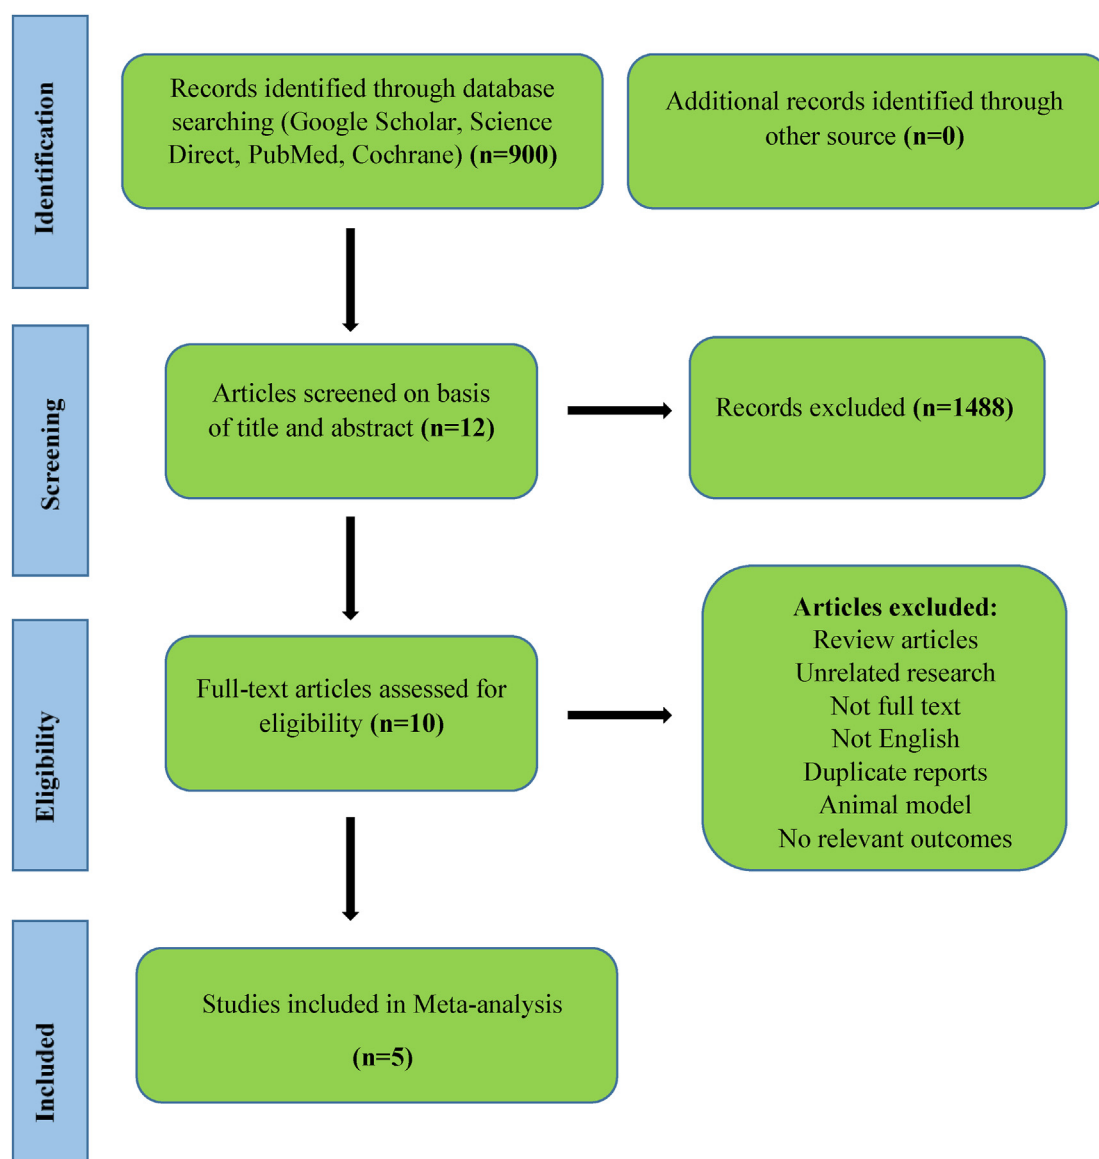 Identification
Records identified through database
searching (Google Scholar, Science
Direct, PubMed, Cochrane) (n=900)
Additional records identified through
other source (n=0)
Screening
Articles screened on basis
of title and abstract (n=12)
Records excluded (n=1488)
Eligibility
Full-text articles assessed for
eligibility (n=10)
Articles excluded:
Review articles
Unrelated research
Not full text
Not English
Duplicate reports
Animal model
No relevant outcomes
Included
Studies included in Meta-analysis
(n=5)